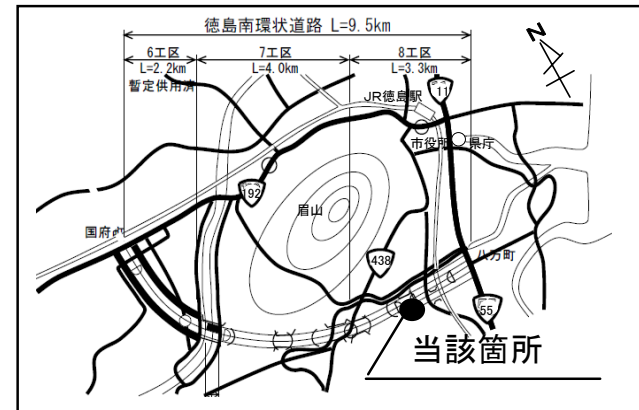 徳島南環状道路 L=9.5km
6工区 7工区 8工区
L=2.2km L=4.0km L=3.3km
暫定供用済
N
JR徳島駅
11
市役所 県庁
192
眉山
国府町
438
八万町
55
当該箇所